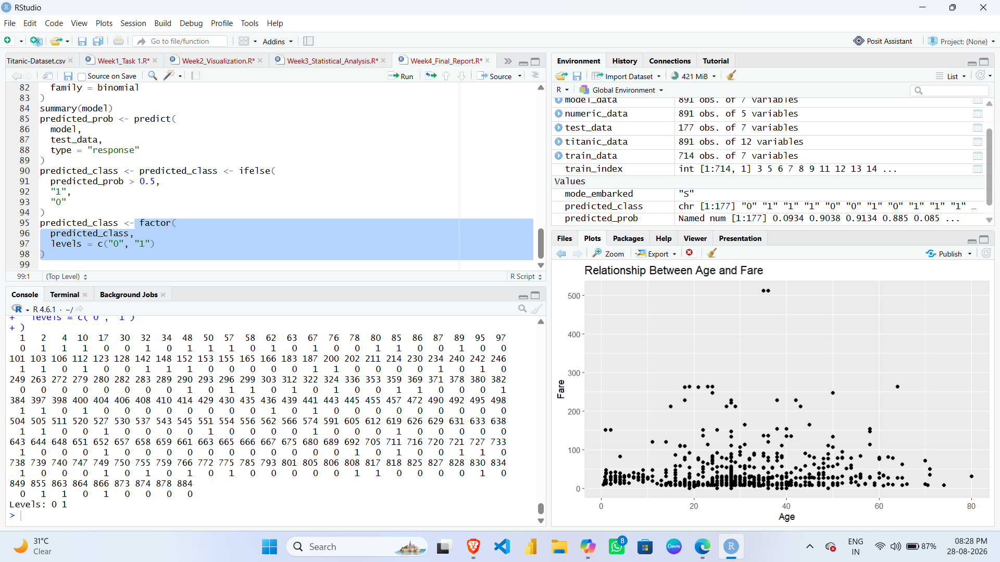 RStudio
File Edit Code View Plots Session Build Debug Profile Tools Help
Go to file/function Addins Posit Assistant Project: (None)
Titanic-Dataset.csv Week1_Task 1.R* Week2_Visualization.R* Week3_Statistical_Analysis.R* Week4_Final_Report.R*
Source on Save Run Source
82 family = binomial
83 )
84 summary(model)
85 predicted_prob <- predict(
86 model,
87 test_data,
88 type = "response"
89 )
90 predicted_class <- predicted_class <- ifelse(
91 predicted_prob > 0.5,
92 "1",
93 "0"
94 )
95 predicted_class <- factor(
96 predicted_class,
97 levels = c("0", "1")
98 )
99
99:1 (Top Level) R Script
Console Terminal Background Jobs
R 4.6.1 · ~/
+ levels = c("0", "1")
+ )
1 2 4 10 17 30 32 34 48 50 57 58 62 63 67 76 78 80 85 86 87 89 95 97
0 1 1 1 0 0 1 0 1 1 1 0 1 0 1 0 0 1 1 0 0 1 0 0
101 103 106 112 123 128 142 148 152 153 155 165 166 183 187 200 202 211 214 230 234 240 242 246
1 1 0 1 0 0 1 1 1 0 0 0 0 0 1 1 0 0 0 0 1 0 1 0
249 263 272 279 280 282 283 289 290 293 296 299 303 312 322 324 336 353 359 369 371 378 380 382
0 0 0 0 0 0 0 0 1 0 1 1 0 1 0 1 0 0 1 1 0 0 0 1
384 397 398 400 404 406 408 410 414 429 430 435 436 439 441 443 445 455 457 472 490 492 495 498
1 1 0 1 0 0 0 0 0 0 0 0 1 0 1 0 0 0 0 0 0 0 0 0
504 505 511 520 527 530 537 543 545 551 554 556 562 566 574 591 605 612 619 626 629 631 633 638
1 1 0 0 1 0 0 0 0 1 0 0 0 0 1 0 0 0 1 0 0 0 0 0
643 644 648 651 652 657 658 659 661 663 665 666 667 675 680 689 692 705 711 716 720 721 727 733
1 0 0 0 1 0 0 0 0 0 0 0 0 0 0 0 1 0 1 0 0 1 1 0
738 739 740 747 749 750 755 759 766 772 775 785 793 801 805 806 808 817 818 825 827 828 830 834
1 0 0 0 1 0 1 0 1 0 1 0 0 0 0 0 1 1 0 0 0 0 1 0
849 855 863 864 866 873 874 878 884
0 1 1 0 1 0 0 0 0
Levels: 0 1
>
Environment History Connections Tutorial
Import Dataset 421 MiB List
R Global Environment
model_data 891 obs. of 7 variables
numeric_data 891 obs. of 5 variables
test_data 177 obs. of 7 variables
titanic_data 891 obs. of 12 variables
train_data 714 obs. of 7 variables
train_index int [1:714, 1] 3 5 6 7 8 9 11 12 13 14 ...
Values
mode_embarked "S"
predicted_class chr [1:177] "0" "1" "1" "1" "0" "0" "1" "0" "1" "1" "1" ...
predicted_prob Named num [1:177] 0.0934 0.9038 0.9134 0.885 0.085 ...
Files Plots Packages Help Viewer Presentation
Zoom Export Publish
Relationship Between Age and Fare
500
400
300
200
100
0
Fare
0 20 40 60 80
Age
31°C
Clear
Search
Canva
8
R
ENG
IN
87%
08:28 PM
28-08-2026